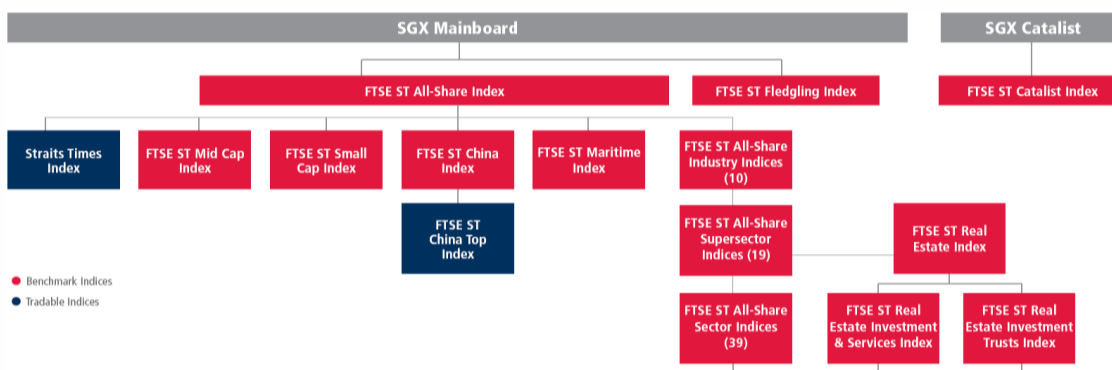 SGX Mainboard
SGX Catalist
FTSE ST All-Share Index
FTSE ST Fledgling Index
FTSE ST Catalist Index
Straits Times
Index
FTSE ST Mid Cap
Index
FTSE ST Small
Cap Index
FTSE ST China
Index
FTSE ST Maritime
Index
FTSE ST All-Share
Industry Indices
(10)
FTSE ST
China Top
Index
FTSE ST All-Share
Supersector
Indices (19)
FTSE ST Real
Estate Index
Benchmark Indices
Tradable Indices
FTSE ST All-Share
Sector Indices
(39)
FTSE ST Real
Estate Investment
& Services Index
FTSE ST Real
Estate Investment
Trusts Index